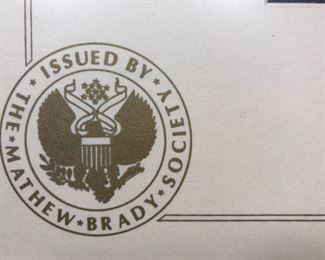 ISSUED BY
★ THE ★ MATHEW ★ BRADY ★ SOCIETY ★